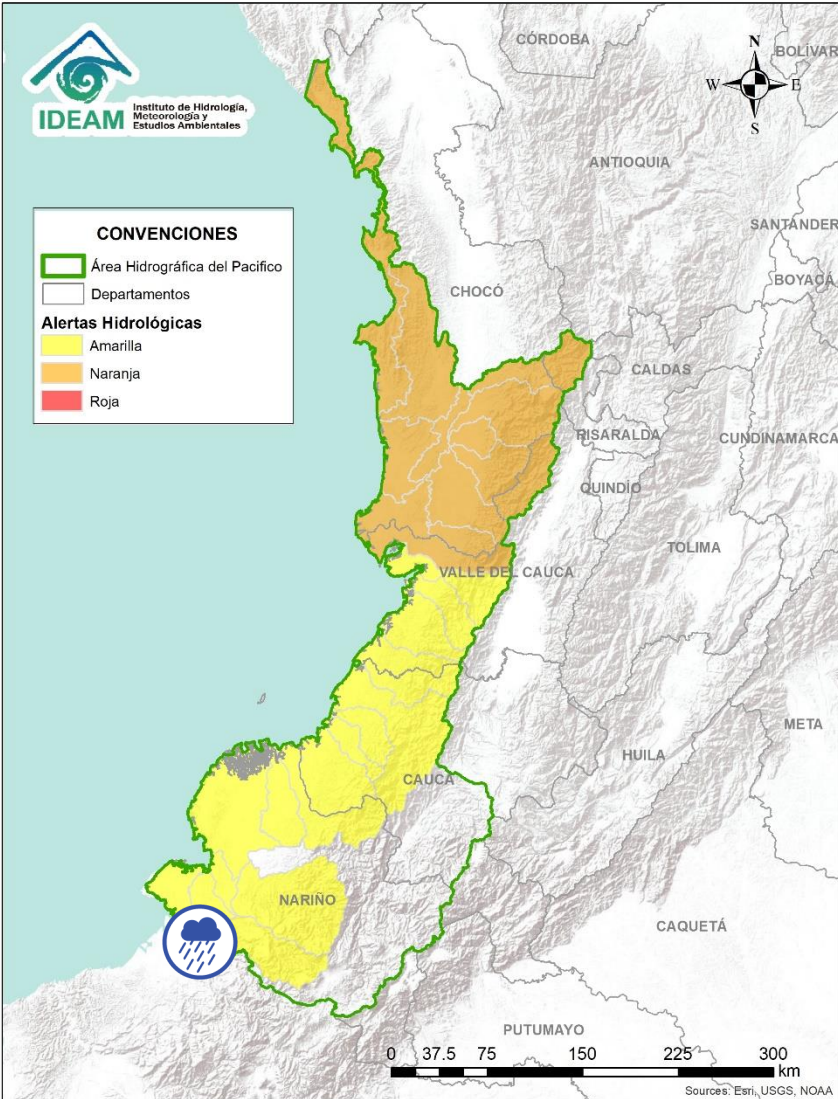 IDEAM
Instituto de Hidrología,
Meteorología y
Estudios Ambientales
CONVENCIONES
Área Hidrográfica del Pacifico
Departamentos
Alertas Hidrológicas
Amarilla
Naranja
Roja
N
W
E
S
CÓRDOBA
BOLÍVAR
ANTIOQUIA
SANTANDER
BOYACÁ
CHOCÓ
CALDAS
RISARALDA
CUNDINAMARCA
QUINDÍO
TOLIMA
VALLE DEL CAUCA
META
HUILA
CAUCA
NARIÑO
CAQUETÁ
PUTUMAYO
0 37.5 75 150 225 300
km
Sources: Esri, USGS, NOAA